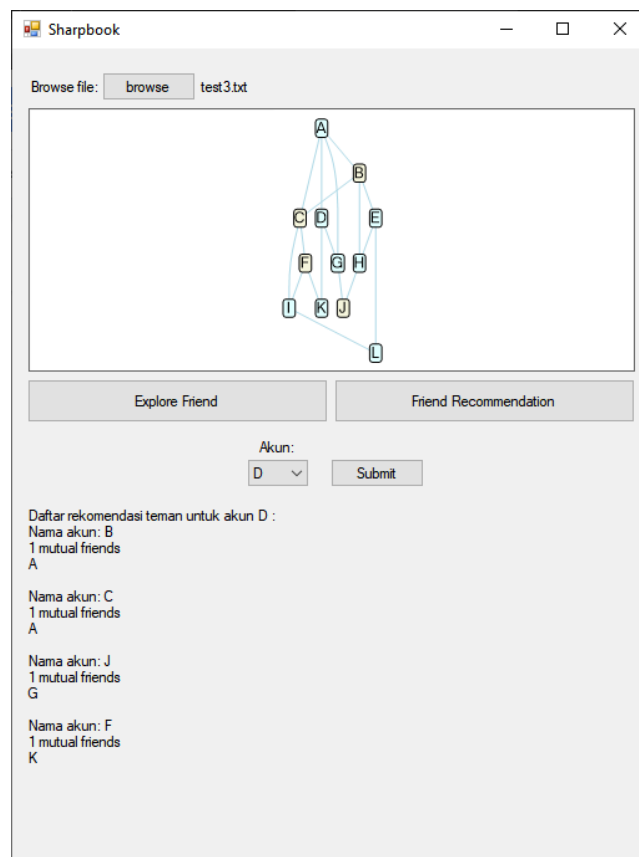 Sharpbook
Browse file: browse test3.txt
A
B
C D E
F G H
I K J
L
Explore Friend Friend Recommendation
Akun:
D Submit
Daftar rekomendasi teman untuk akun D :
Nama akun: B
1 mutual friends
A
Nama akun: C
1 mutual friends
A
Nama akun: J
1 mutual friends
G
Nama akun: F
1 mutual friends
K